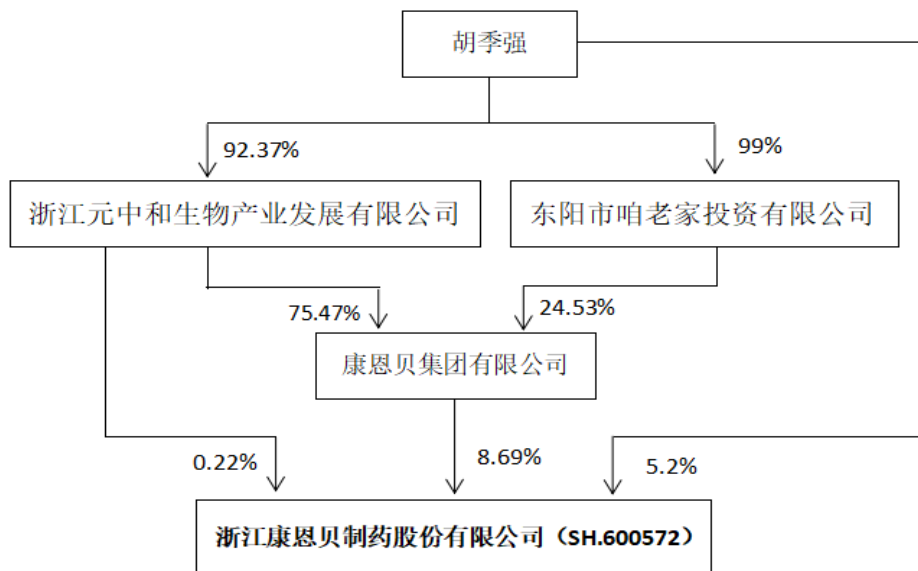 胡季强
92.37%
99%
浙江元中和生物产业发展有限公司
东阳市咱老家投资有限公司
75.47%
24.53%
康恩贝集团有限公司
0.22%
8.69%
5.2%
浙江康恩贝制药股份有限公司（SH.600572）